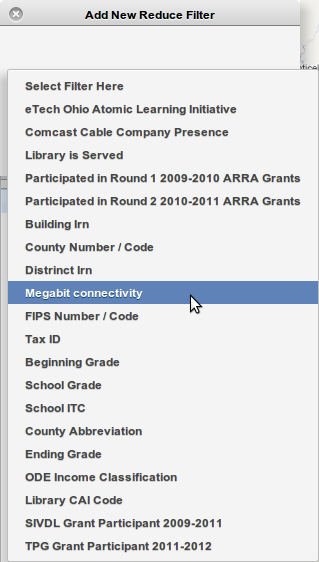 Add New Reduce Filter
Select Filter Here
eTech Ohio Atomic Learning Initiative
Comcast Cable Company Presence
Library is Served
Participated in Round 1 2009-2010 ARRA Grants
Participated in Round 2 2010-2011 ARRA Grants
Building Irn
County Number / Code
Distrinct Irn
Megabit connectivity
FIPS Number / Code
Tax ID
Beginning Grade
School Grade
School ITC
County Abbreviation
Ending Grade
ODE Income Classification
Library CAI Code
SIVDL Grant Participant 2009-2011
TPG Grant Participant 2011-2012